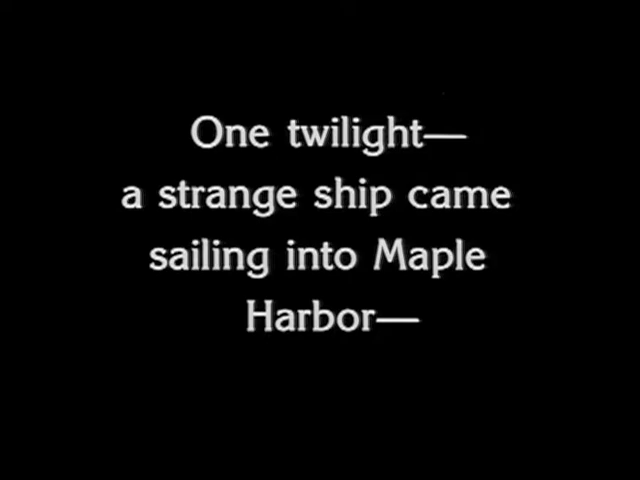 One twilight—
a strange ship came
sailing into Maple
Harbor—